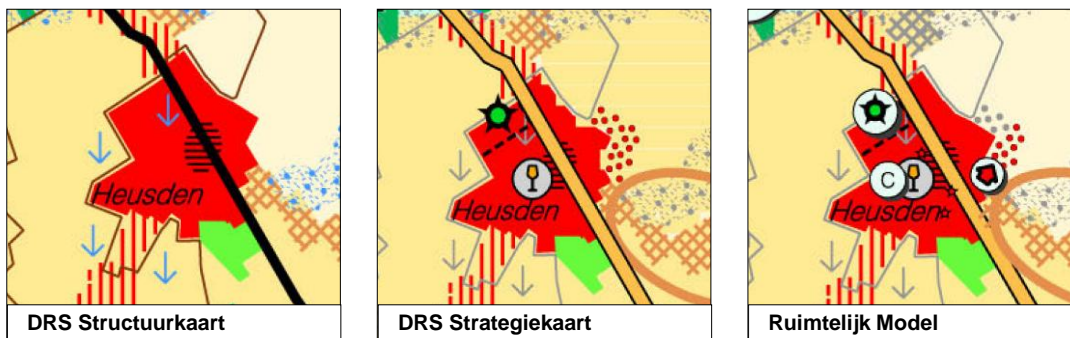 Heusden
DRS Structuurkaart
Heusden
DRS Strategiekaart
C
Heusden
Ruimtelijk Model